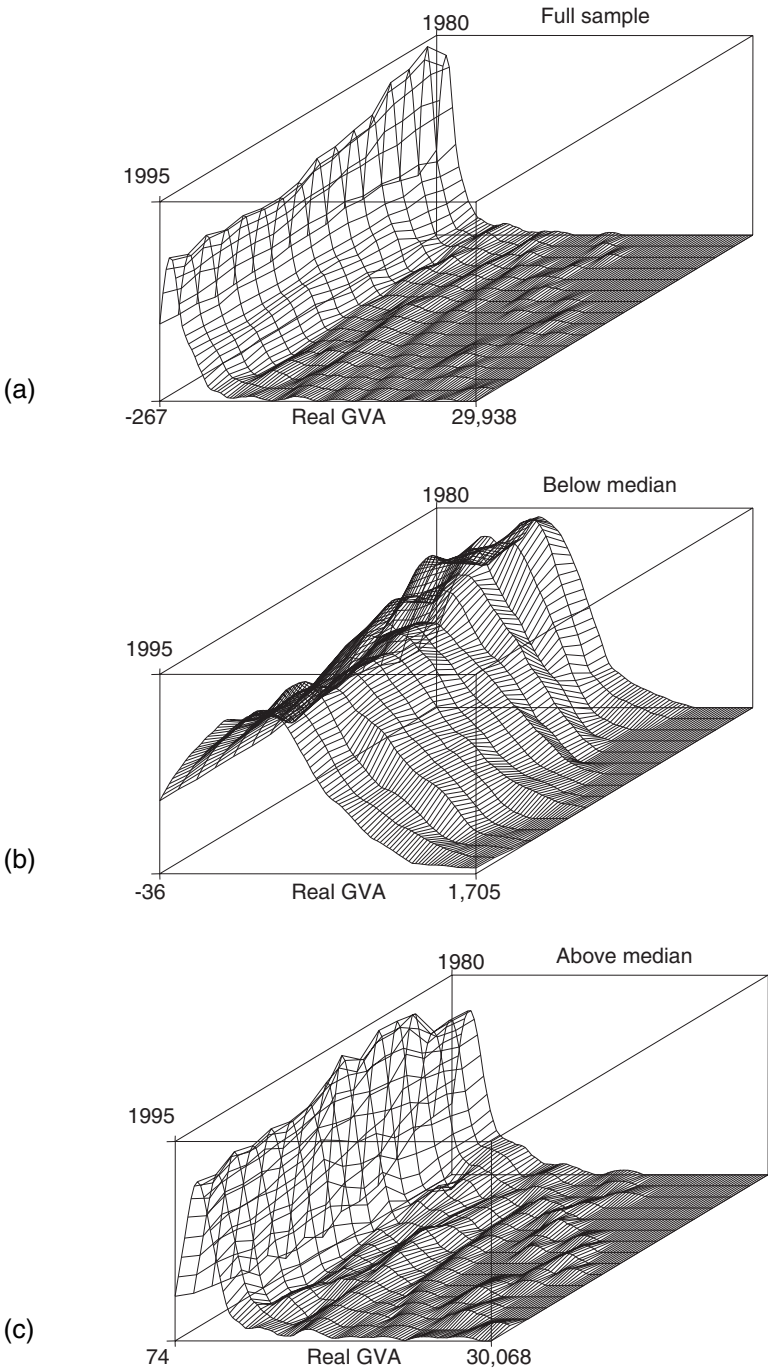 1980
Full sample
1995
(a)
-267
Real GVA
29,938
1980
Below median
1995
(b)
-36
Real GVA
1,705
1980
Above median
1995
(c)
74
Real GVA
30,068